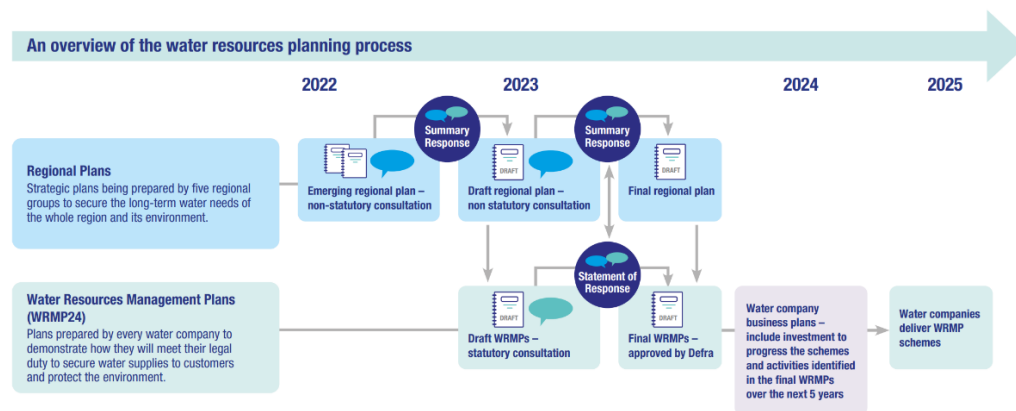 An overview of the water resources planning process
2022
2023
2024
2025
Summary
Response
Summary
Response
Regional Plans
Strategic plans being prepared by five regional
groups to secure the long-term water needs of
the whole region and its environment.
Emerging regional plan –
non-statutory consultation
DRAFT
Draft regional plan –
non statutory consultation
DRAFT
Final regional plan
Statement of
Response
Water Resources Management Plans
(WRMP24)
Plans prepared by every water company to
demonstrate how they will meet their legal
duty to secure water supplies to customers
and protect the environment.
DRAFT
Draft WRMPs –
statutory consultation
DRAFT
Final WRMPs –
approved by Defra
Water company
business plans –
include investment to
progress the schemes
and activities identified
in the final WRMPs
over the next 5 years
Water companies
deliver WRMP
schemes